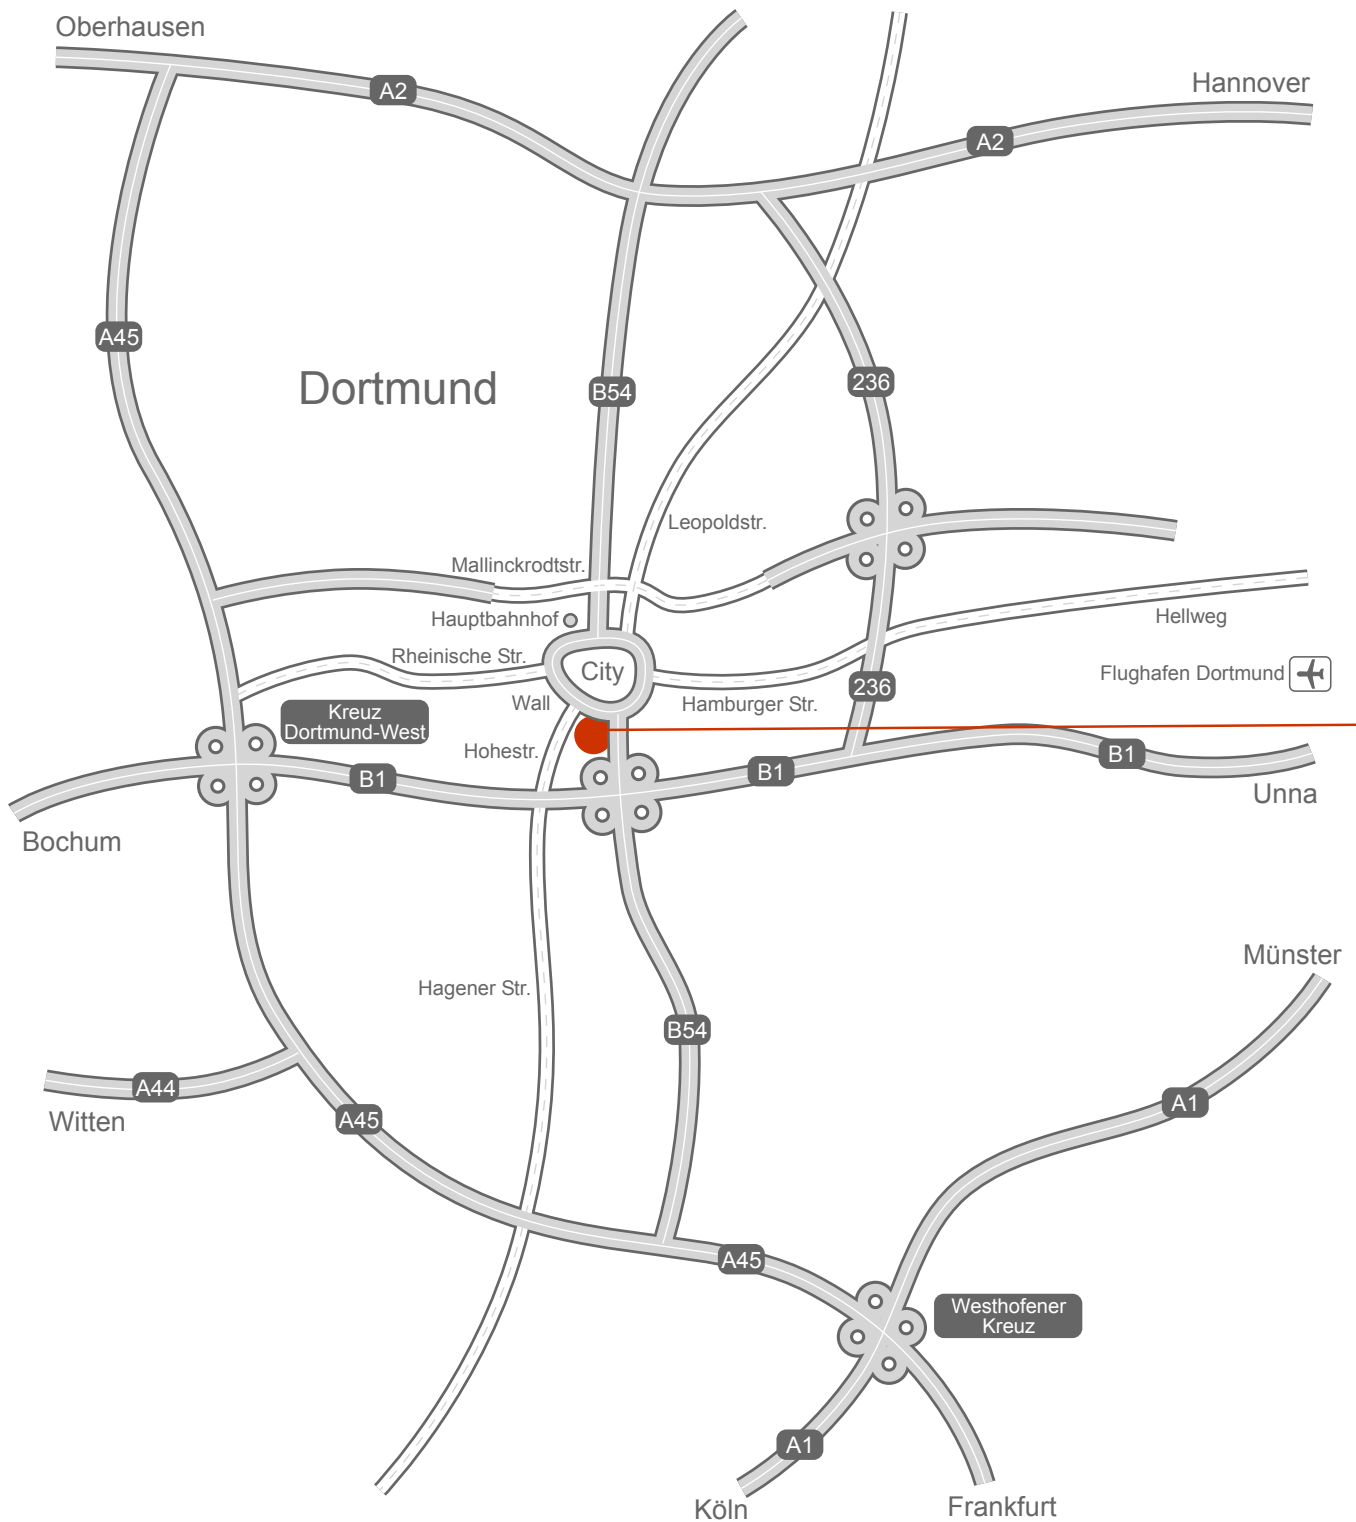 Oberhausen
Hannover
A2
A2
A45
Dortmund
B54
236
Leopoldstr.
Mallinckrodtstr.
Hauptbahnhof
Hellweg
Rheinische Str.
City
Flughafen Dortmund
236
Wall
Hamburger Str.
Kreuz
Dortmund-West
Hohestr.
B1
B1
B1
Unna
Bochum
Münster
Hagener Str.
B54
A44
A1
Witten
A45
A45
Westhofener
Kreuz
A1
Köln
Frankfurt